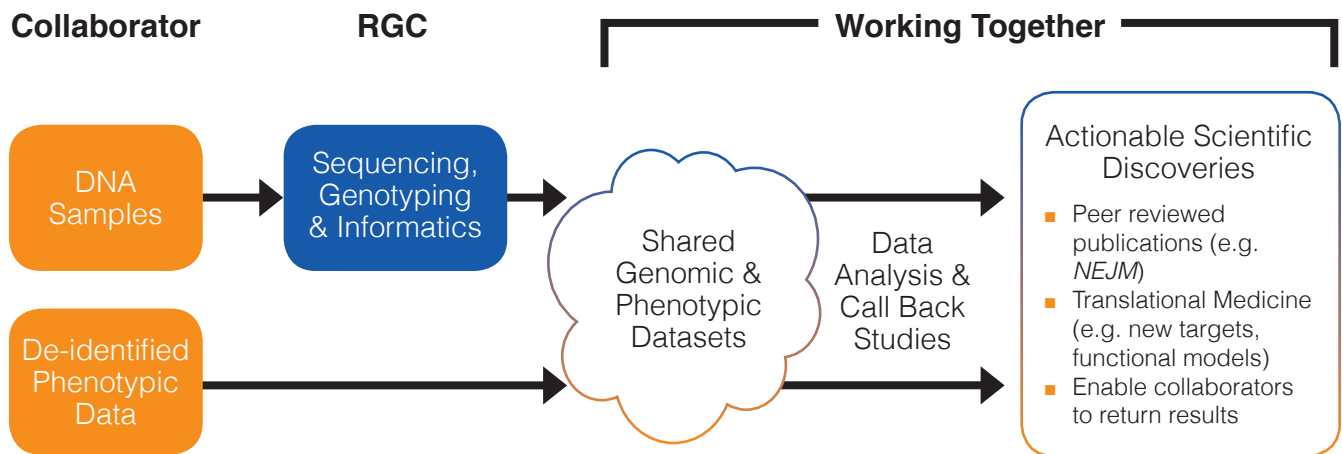 Collaborator
RGC
Working Together
DNA
Samples
Sequencing,
Genotyping
& Informatics
De-identified
Phenotypic
Data
Shared
Genomic &
Phenotypic
Datasets
Data
Analysis &
Call Back
Studies
Actionable Scientific
Discoveries
Peer reviewed
publications (e.g.
NEJM)
Translational Medicine
(e.g. new targets,
functional models)
Enable collaborators
to return results